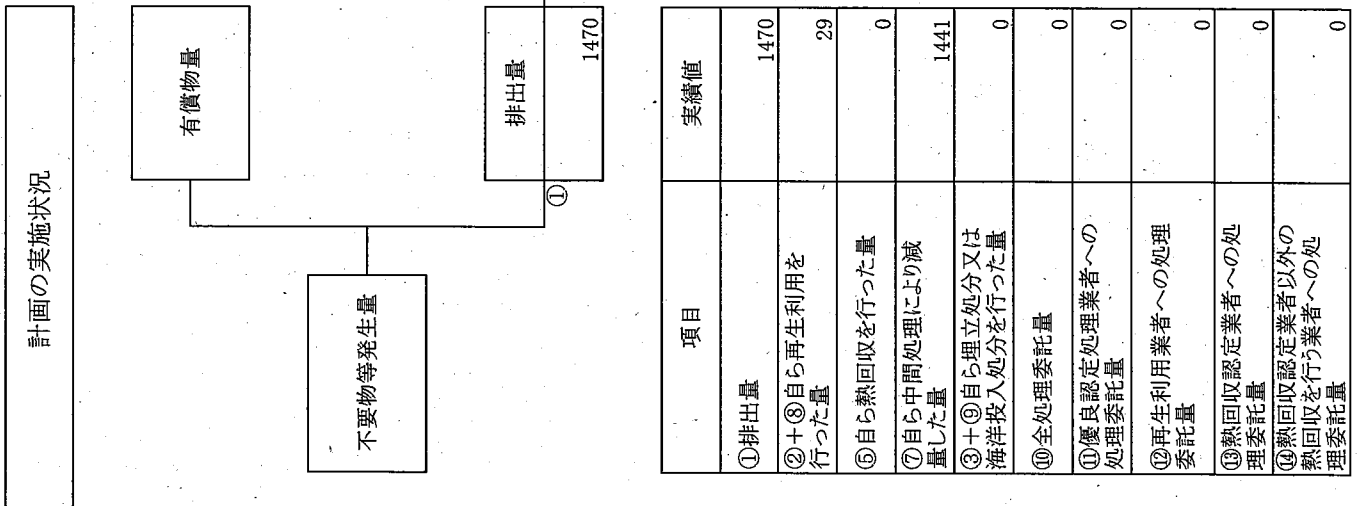 計画の実施状況
有償物量
不要物等発生量
排出量
①
1470
項目
実績値
①排出量
1470
②+⑧自ら再生利用を
行った量
29
⑤自ら熱回収を行った量
0
⑦自ら中間処理により減
量した量
1441
③+⑨自ら埋立処分又は
海洋投入処分を行った量
0
⑩全処理委託量
0
⑪優良認定処理業者への
処理委託量
0
⑫再生利用業者への処理
委託量
0
⑬熱回収認定業者への処
理委託量
0
⑭熱回収認定業者以外の
熱回収を行う業者への処
理委託量
0